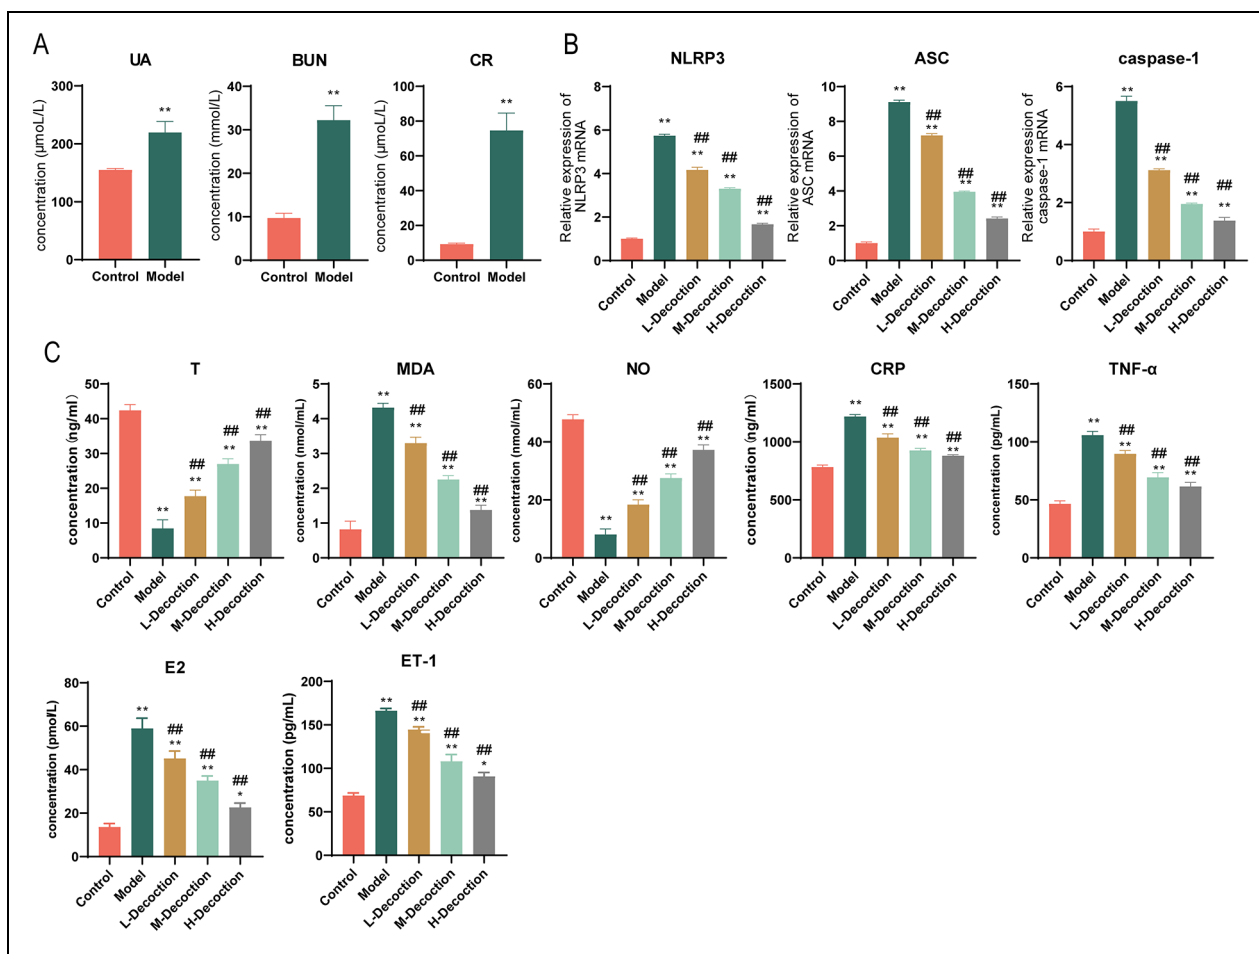 A
UA
concentration (μmoL/L)
300
200
100
0
**
Control Model
BUN
concentration (mmol/L)
40
30
20
10
0
**
Control Model
CR
concentration (μmoL/L)
100
80
60
40
20
0
**
Control Model
B
NLRP3
Relative expression of
NLRP3 mRNA
8
6
4
2
0
**
##
**
##
**
##
**
Control
Model
L-Decoction
M-Decoction
H-Decoction
ASC
Relative expression of
ASC mRNA
10
8
6
4
2
0
**
##
**
##
**
##
**
Control
Model
L-Decoction
M-Decoction
H-Decoction
caspase-1
Relative expression of
caspase-1 mRNA
6
4
2
0
**
##
**
##
**
##
**
Control
Model
L-Decoction
M-Decoction
H-Decoction
C
T
concentration (ng/ml)
50
40
30
20
10
0
**
##
**
##
**
##
**
Control
Model
L-Decoction
M-Decoction
H-Decoction
MDA
concentration (nmol/mL)
5
4
3
2
1
0
**
##
**
##
**
##
**
Control
Model
L-Decoction
M-Decoction
H-Decoction
NO
concentration (nmol/mL)
60
40
20
0
**
##
**
##
**
##
**
Control
Model
L-Decoction
M-Decoction
H-Decoction
CRP
concentration (ng/ml)
1500
1000
500
0
**
##
**
##
**
##
**
Control
Model
L-Decoction
M-Decoction
H-Decoction
TNF-α
concentration (pg/mL)
150
100
50
0
**
##
**
##
**
##
**
Control
Model
L-Decoction
M-Decoction
H-Decoction
E2
concentration (pmol/L)
80
60
40
20
0
**
##
**
##
**
##
*
Control
Model
L-Decoction
M-Decoction
H-Decoction
ET-1
concentration (pg/mL)
200
150
100
50
0
**
##
**
##
**
##
*
Control
Model
L-Decoction
M-Decoction
H-Decoction